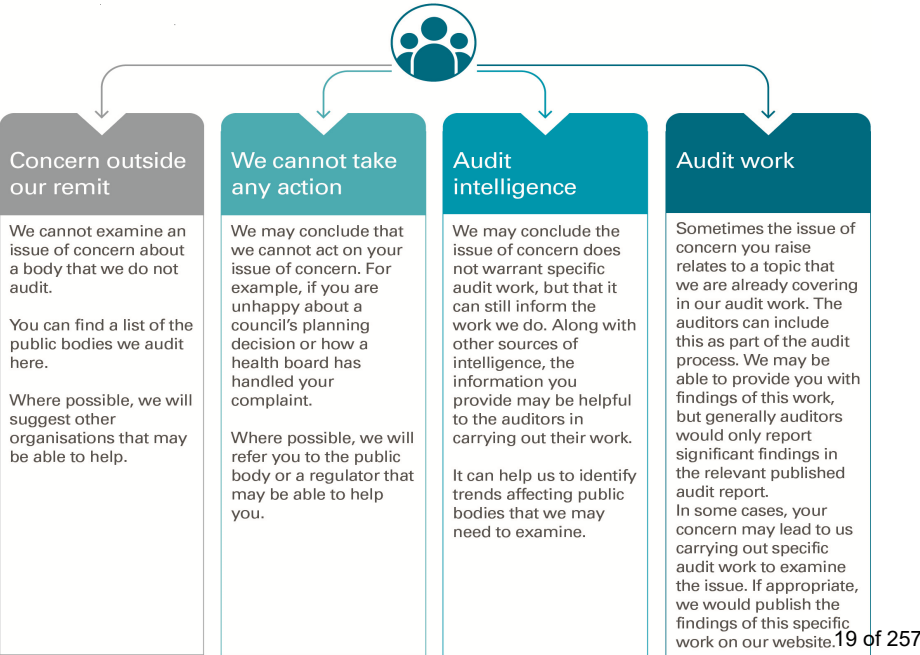 Concern outside
our remit
We cannot examine an
issue of concern about
a body that we do not
audit.
You can find a list of the
public bodies we audit
here.
Where possible, we will
suggest other
organisations that may
be able to help.
We cannot take
any action
We may conclude that
we cannot act on your
issue of concern. For
example, if you are
unhappy about a
council’s planning
decision or how a
health board has
handled your
complaint.
Where possible, we will
refer you to the public
body or a regulator that
may be able to help
you.
Audit
intelligence
We may conclude the
issue of concern does
not warrant specific
audit work, but that it
can still inform the
work we do. Along with
other sources of
intelligence, the
information you
provide may be helpful
to the auditors in
carrying out their work.
It can help us to identify
trends affecting public
bodies that we may
need to examine.
Audit work
Sometimes the issue of
concern you raise
relates to a topic that
we are already covering
in our audit work. The
auditors can include
this as part of the audit
process. We may be
able to provide you with
findings of this work,
but generally auditors
would only report
significant findings in
the relevant published
audit report.
In some cases, your
concern may lead to us
carrying out specific
audit work to examine
the issue. If appropriate,
we would publish the
findings of this specific
work on our website.
19 of 257